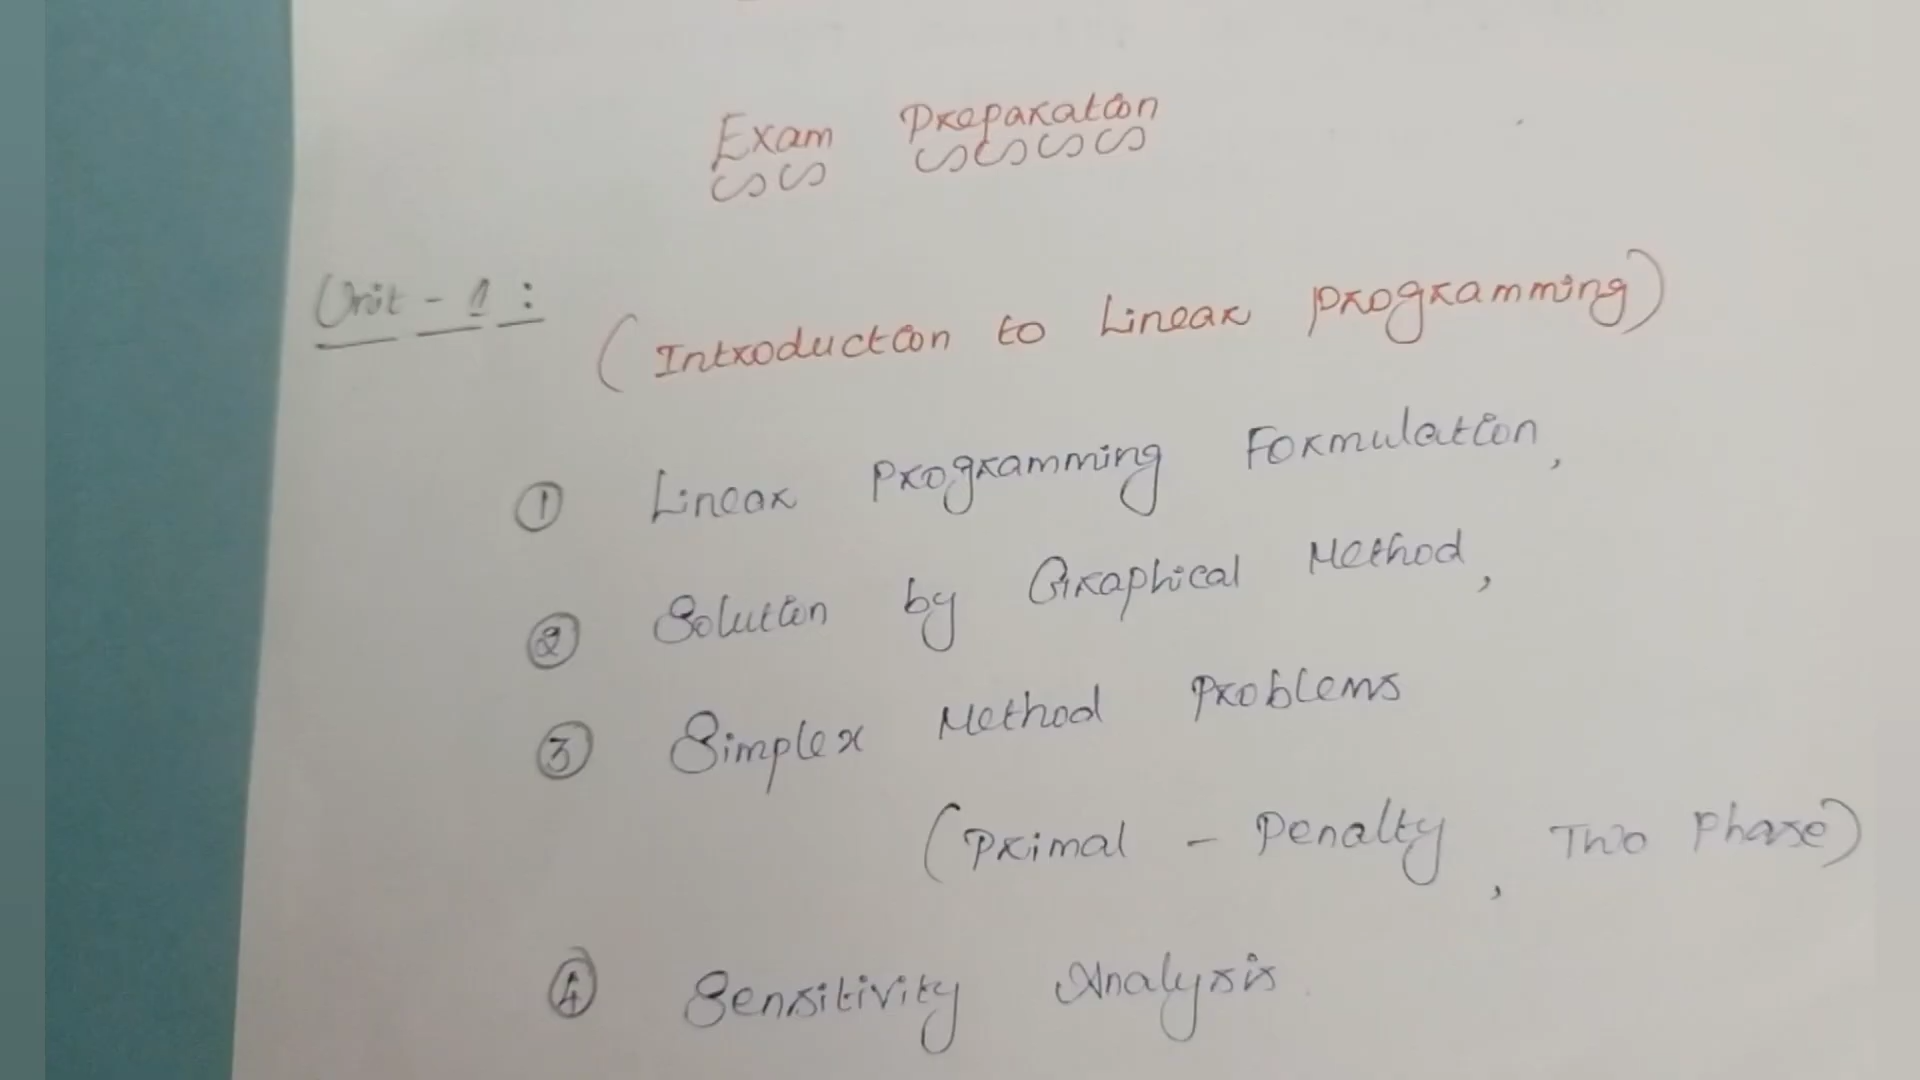 Exam Preparation
Unit - 1 :
(Introduction to Linear programming)
① Linear Programming Formulation,
② Solution by Graphical Method,
③ Simplex Method Problems
(Primal - Penalty, Two Phase)
④ Sensitivity Analysis.